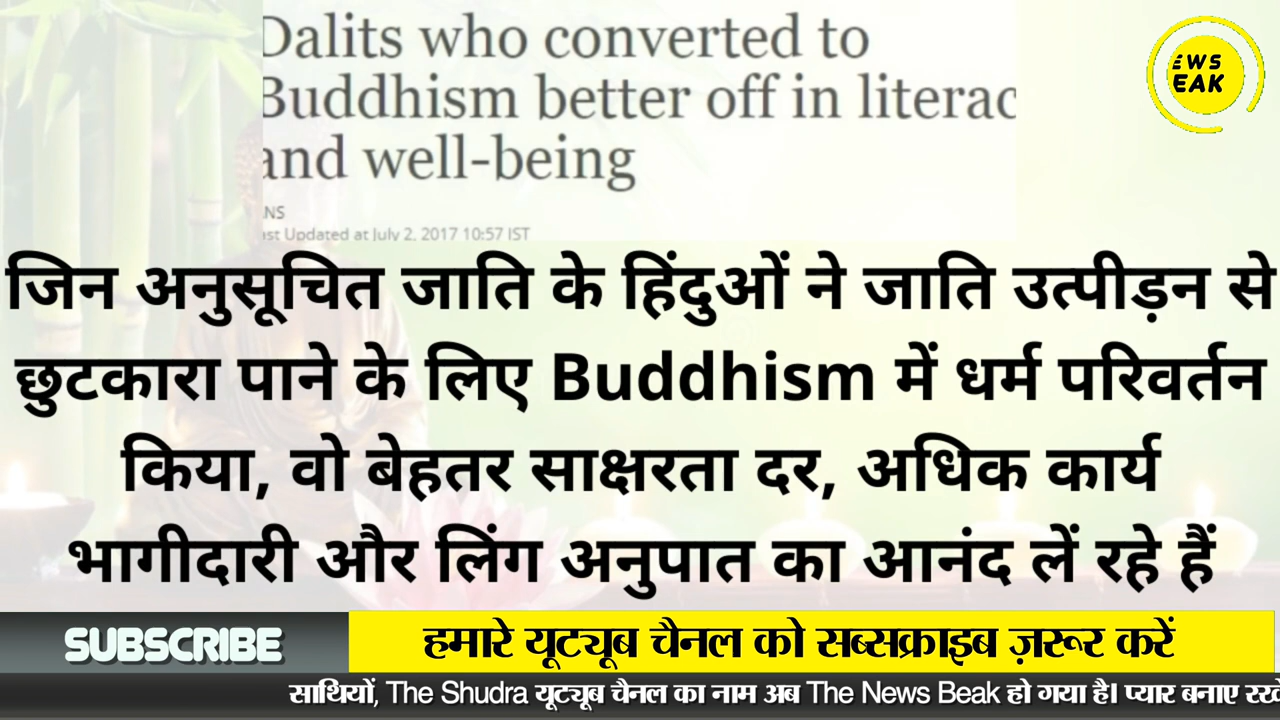 Dalits who converted to
Buddhism better off in literac
and well-being
EWS
EAK
ANS
ast Updated at July 2, 2017 10:57 IST
जिन अनुसूचित जाति के हिंदुओं ने जाति उत्पीड़न से
छुटकारा पाने के लिए Buddhism में धर्म परिवर्तन
किया, वो बेहतर साक्षरता दर, अधिक कार्य
भागीदारी और लिंग अनुपात का आनंद लें रहे हैं
SUBSCRIBE
हमारे यूट्यूब चैनल को सब्सक्राइब ज़रूर करें
साथियों, The Shudra यूट्यूब चैनल का नाम अब The News Beak हो गया है। प्यार बनाए रखे